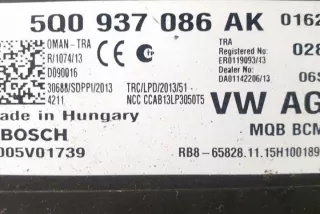 5Q0 937 086 AK 0162
OMAN - TRA
R/1074/13
D090016
TRA
Registered No: 028
ER0119093/13
Dealer No
DA01142206/13 06S
30688/SDPPI/2013 TRC/LPD/2013/51
4211 NCC CCAB13LP3050T5
VW AG
ade in Hungary
BOSCH MQB BCM
005V01739 RB8-65828.11.15H100189